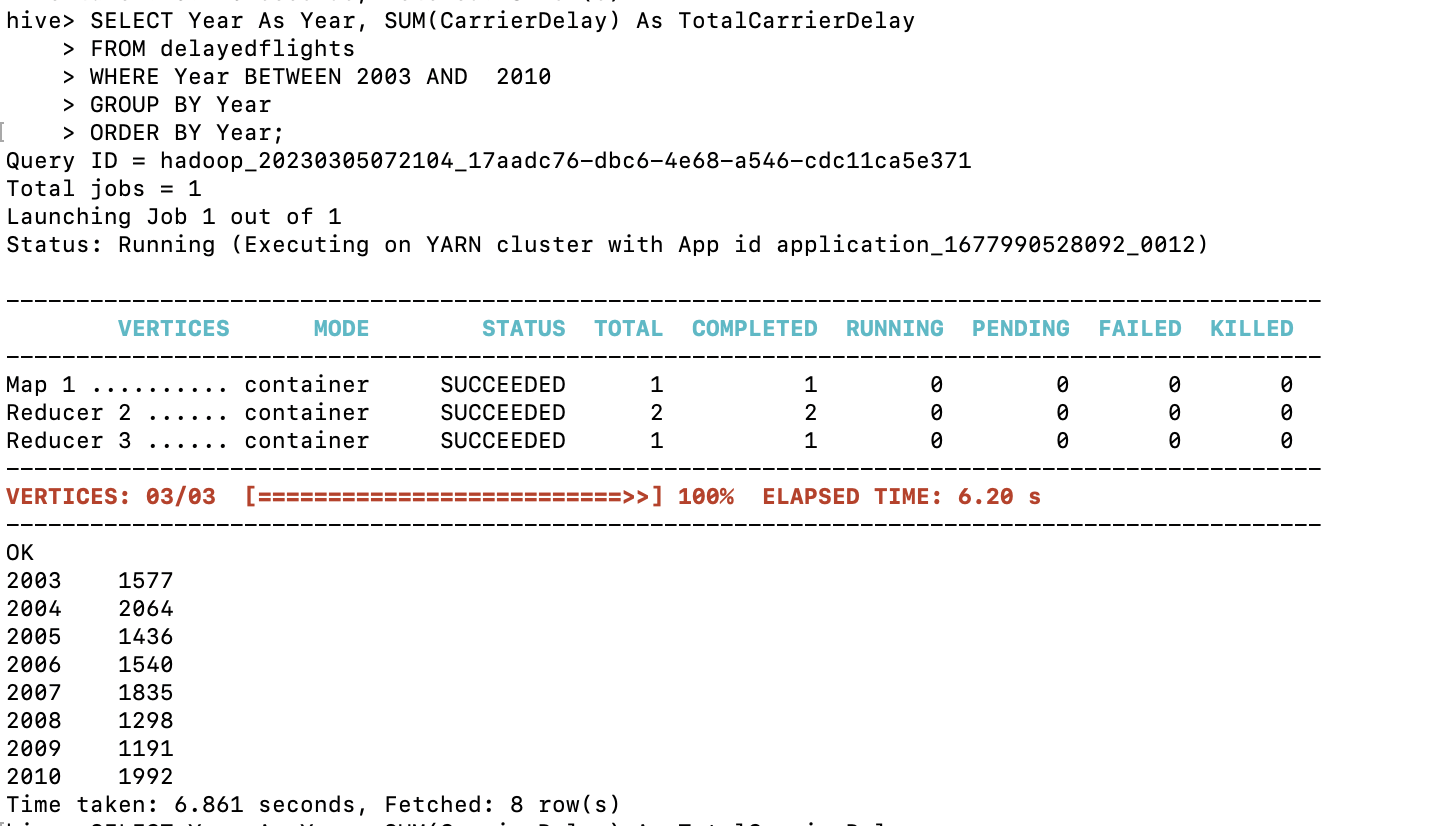 hive> SELECT Year As Year, SUM(CarrierDelay) As TotalCarrierDelay
    > FROM delayedflights
    > WHERE Year BETWEEN 2003 AND  2010
    > GROUP BY Year
    > ORDER BY Year;
Query ID = hadoop_20230305072104_17aadc76-dbc6-4e68-a546-cdc11ca5e371
Total jobs = 1
Launching Job 1 out of 1
Status: Running (Executing on YARN cluster with App id application_1677990528092_0012)
----------------------------------------------------------------------------------------------
        VERTICES      MODE        STATUS  TOTAL  COMPLETED  RUNNING  PENDING  FAILED  KILLED
----------------------------------------------------------------------------------------------
Map 1 .......... container     SUCCEEDED      1          1        0        0       0       0
Reducer 2 ...... container     SUCCEEDED      2          2        0        0       0       0
Reducer 3 ...... container     SUCCEEDED      1          1        0        0       0       0
----------------------------------------------------------------------------------------------
VERTICES: 03/03  [==========================>>] 100%  ELAPSED TIME: 6.20 s
----------------------------------------------------------------------------------------------
OK
2003    1577
2004    2064
2005    1436
2006    1540
2007    1835
2008    1298
2009    1191
2010    1992
Time taken: 6.861 seconds, Fetched: 8 row(s)